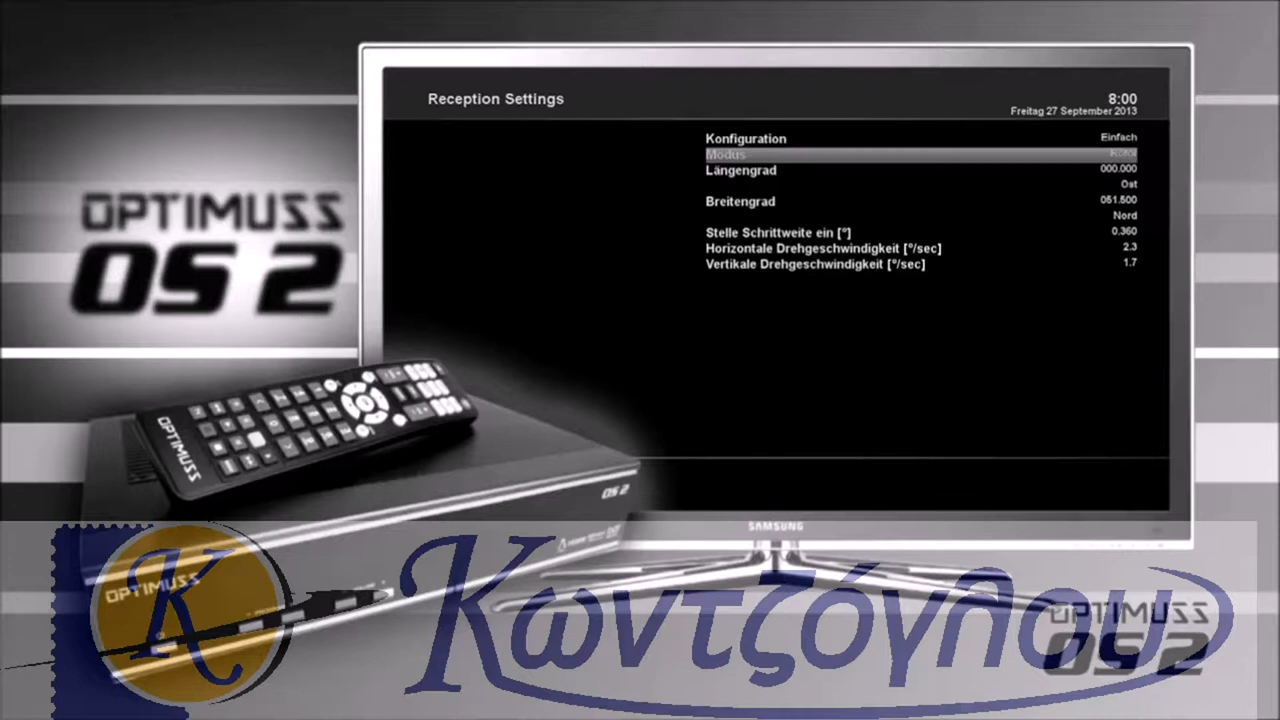 OPTIMUSS
OS 2
Reception Settings
8:00
Freitag 27 September 2013
Konfiguration Einfach
Modus Rotor
Längengrad 000.000
Ost
Breitengrad 051.500
Nord
Stelle Schrittweite ein [°] 0.360
Horizontale Drehgeschwindigkeit [°/sec] 2.3
Vertikale Drehgeschwindigkeit [°/sec] 1.7
OPTIMUSS
OS 2
SAMSUNG
OPTIMUSS
K
Κωντζόγλου
OPTIMUSS
OS 2